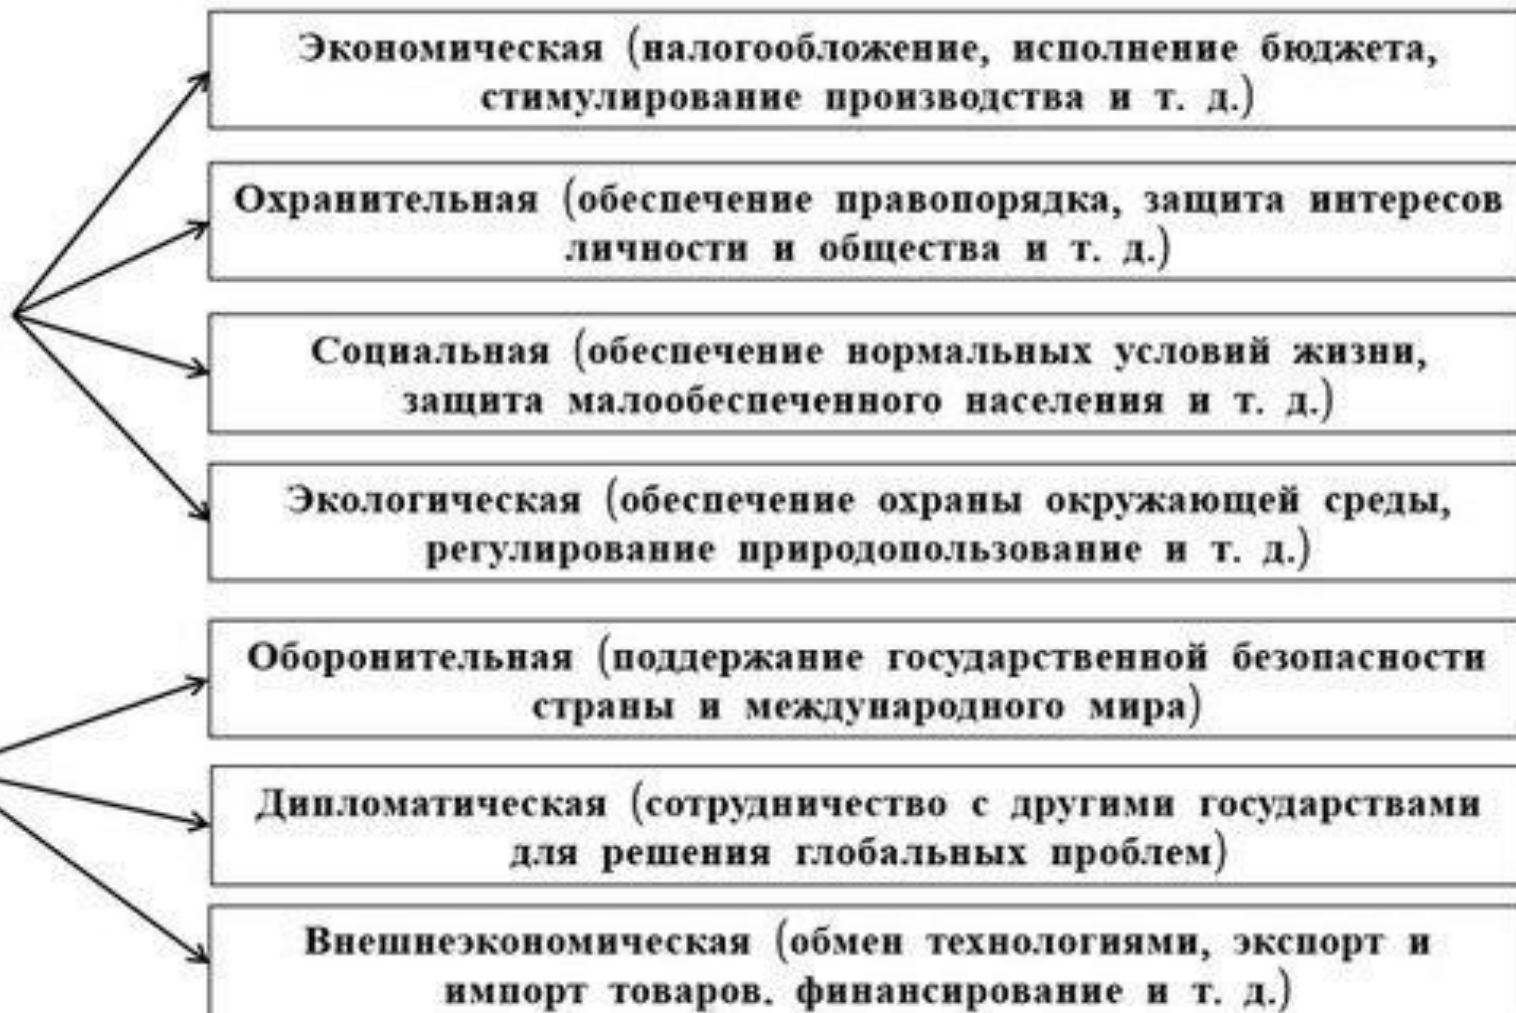 Экономическая (налогообложение, исполнение бюджета,
стимулирование производства и т. д.)
Охранительная (обеспечение правопорядка, защита интересов
личности и общества и т. д.)
Социальная (обеспечение нормальных условий жизни,
защита малообеспеченного населения и т. д.)
Экологическая (обеспечение охраны окружающей среды,
регулирование природопользование и т. д.)
Оборонительная (поддержание государственной безопасности
страны и международного мира)
Дипломатическая (сотрудничество с другими государствами
для решения глобальных проблем)
Внешнеэкономическая (обмен технологиями, экспорт и
импорт товаров. финансирование и т. д.)